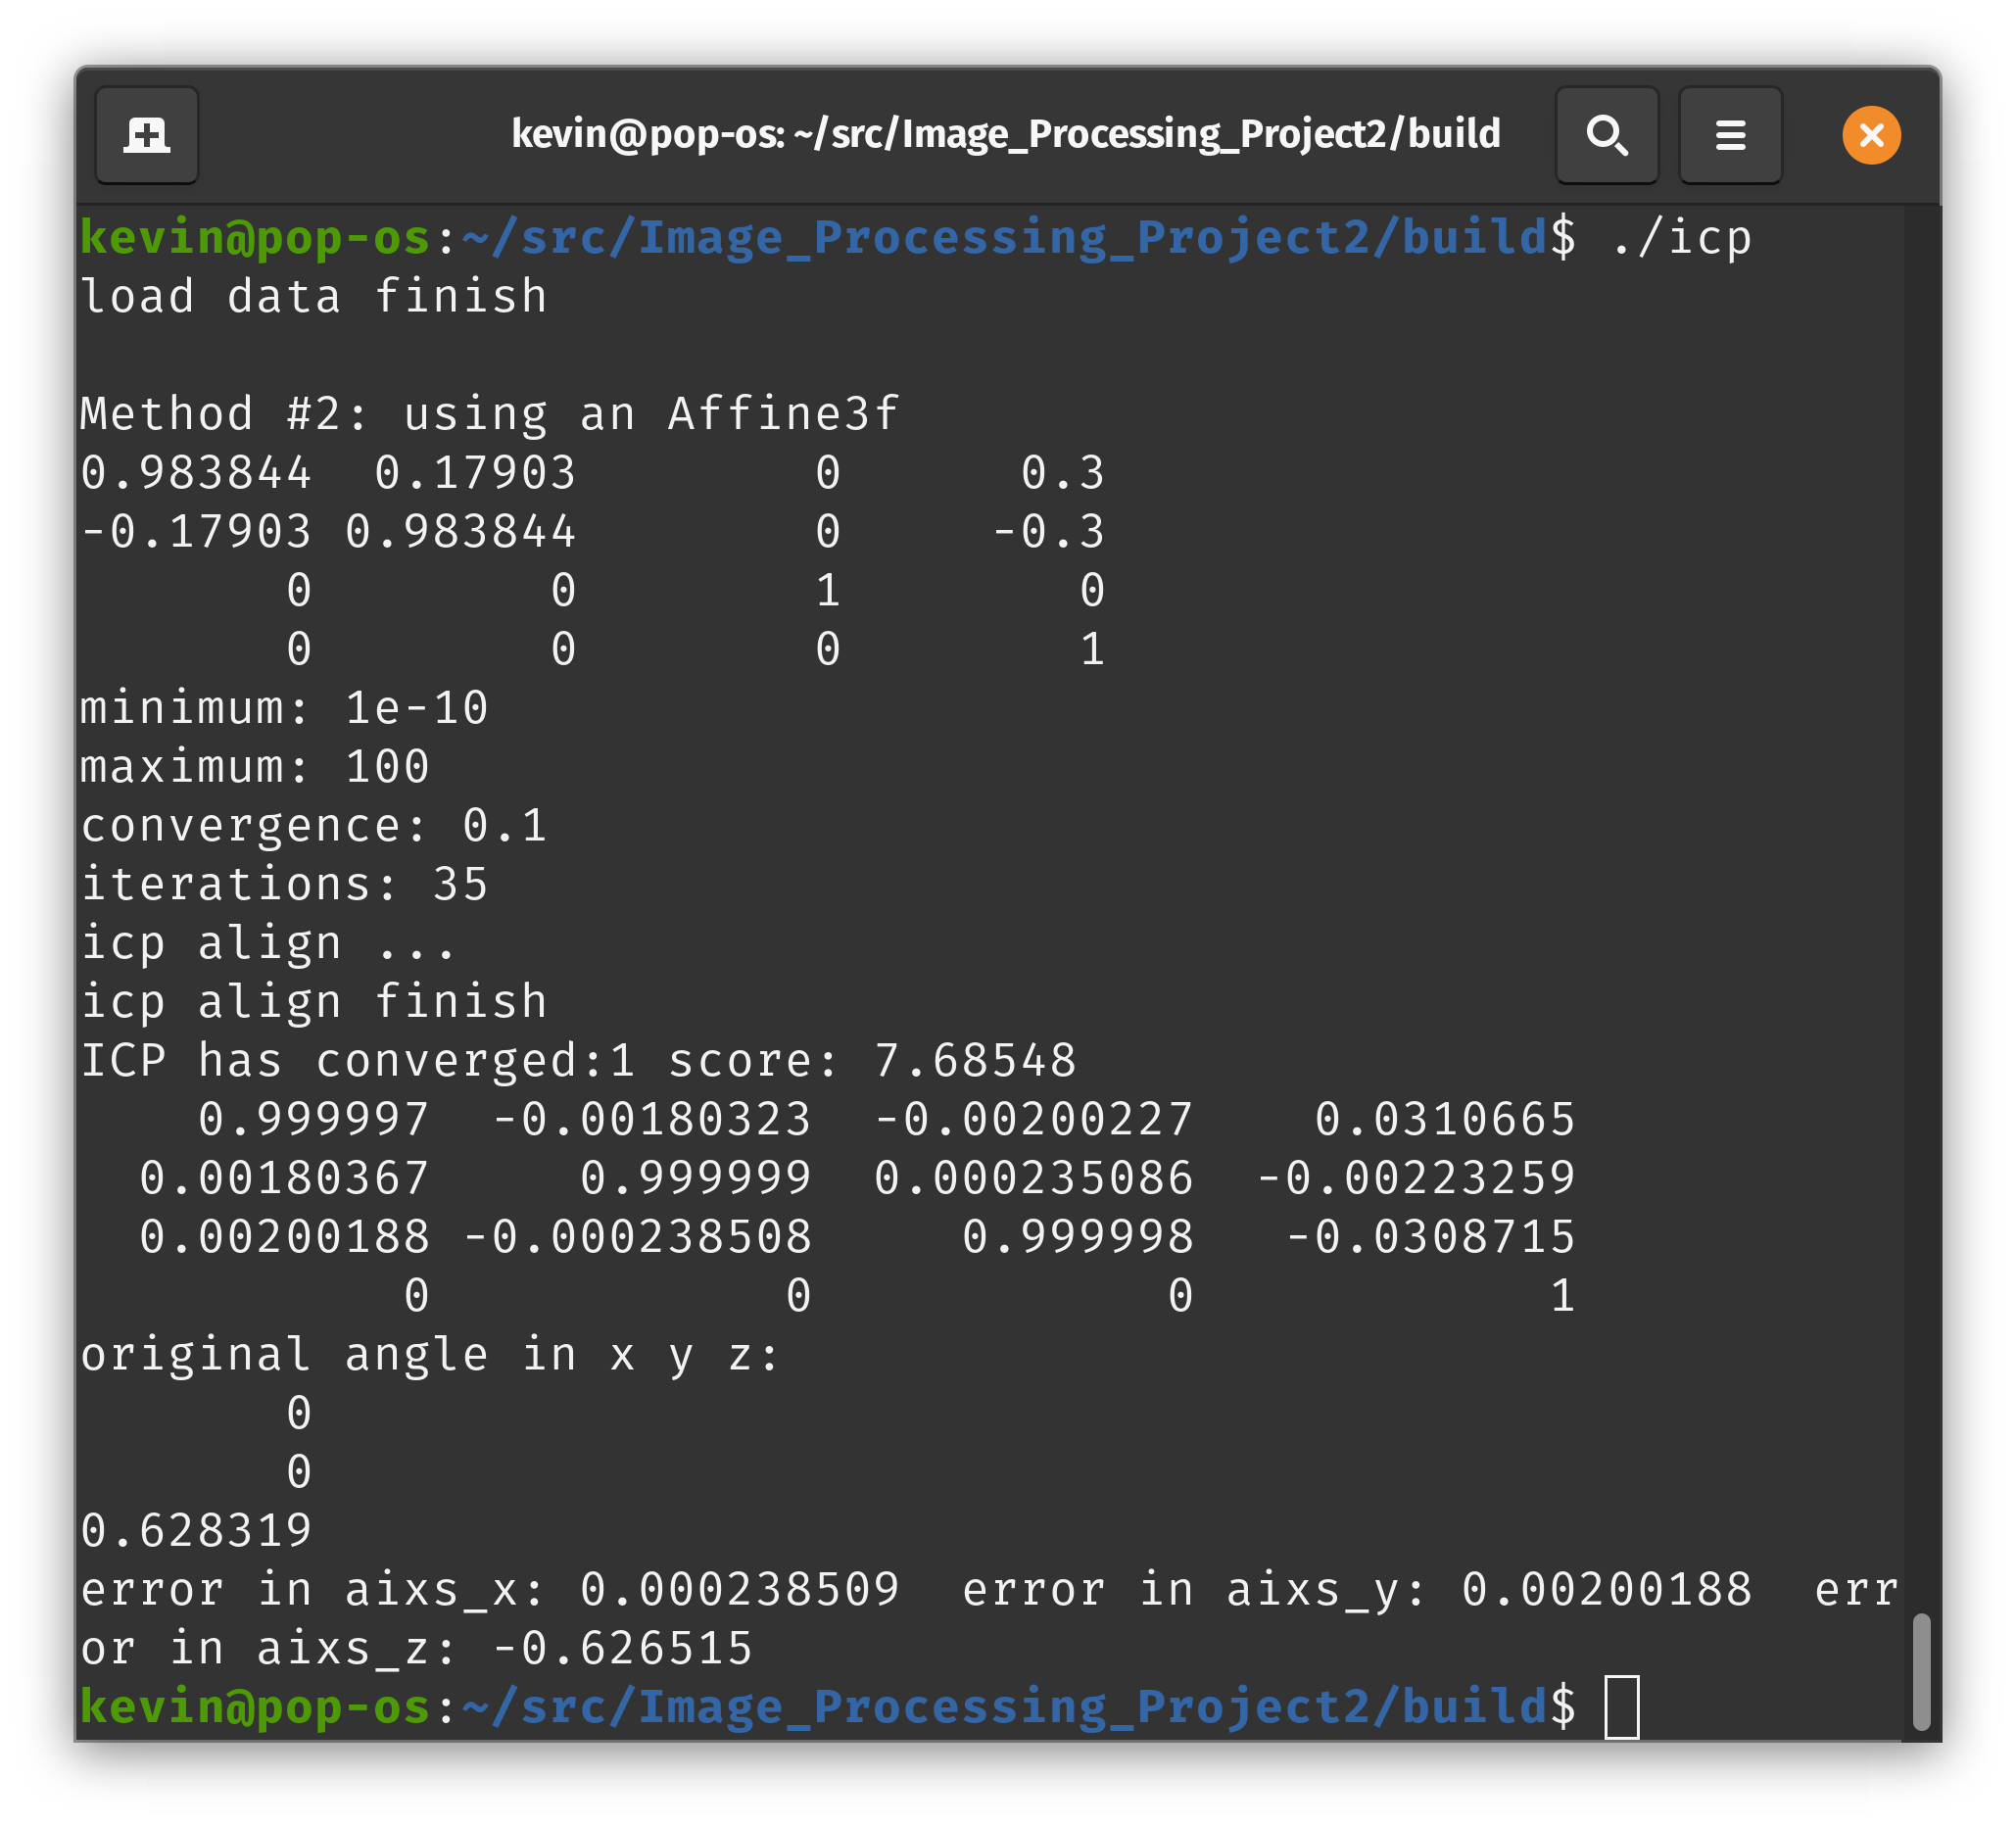 kevin@pop-os: ~/src/Image_Processing_Project2/build
kevin@pop-os:~/src/Image_Processing_Project2/build$ ./icp
load data finish
Method #2: using an Affine3f
0.983844  0.17903        0      0.3
-0.17903 0.983844        0     -0.3
       0        0        1        0
       0        0        0        1
minimum: 1e-10
maximum: 100
convergence: 0.1
iterations: 35
icp align ...
icp align finish
ICP has converged:1 score: 7.68548
    0.999997  -0.00180323  -0.00200227    0.0310665
  0.00180367     0.999999  0.000235086  -0.00223259
  0.00200188 -0.000238508     0.999998   -0.0308715
           0            0            0            1
original angle in x y z:
       0
       0
0.628319
error in aixs_x: 0.000238509  error in aixs_y: 0.00200188  err
or in aixs_z: -0.626515
kevin@pop-os:~/src/Image_Processing_Project2/build$